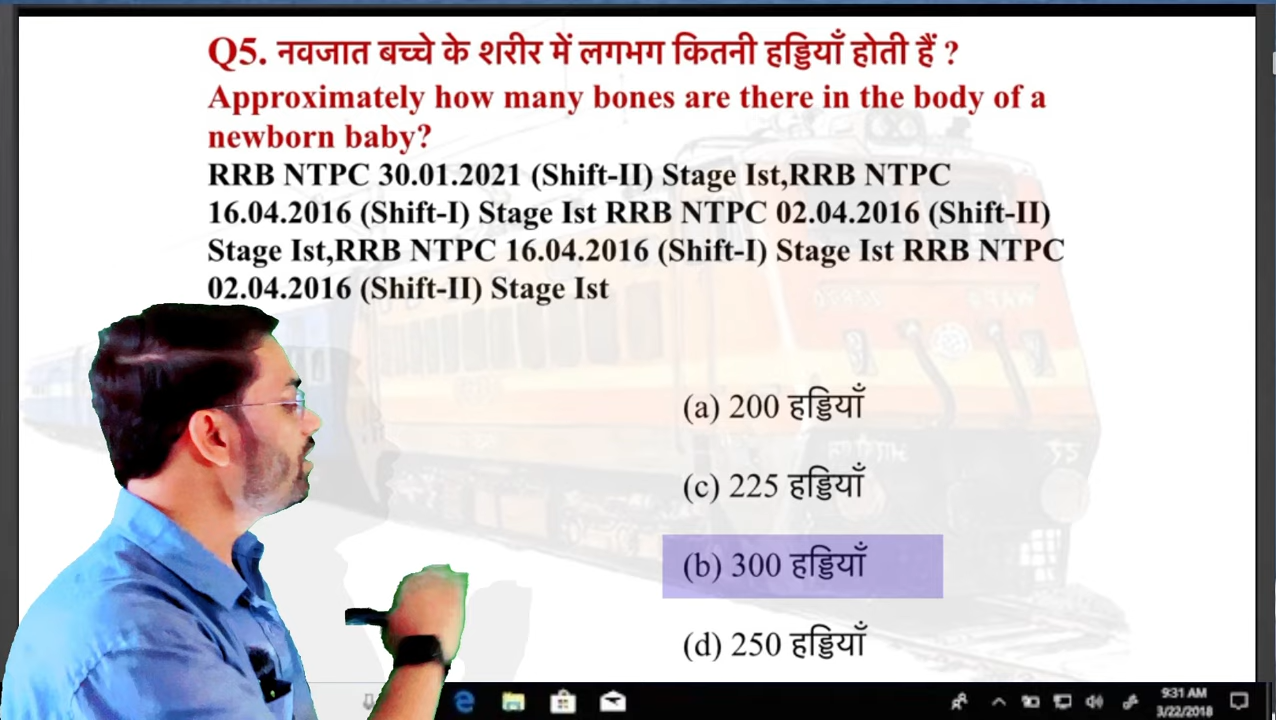 Q5. नवजात बच्चे के शरीर में लगभग कितनी हड्डियाँ होती हैं ?
Approximately how many bones are there in the body of a
newborn baby?
RRB NTPC 30.01.2021 (Shift-II) Stage Ist,RRB NTPC
16.04.2016 (Shift-I) Stage Ist RRB NTPC 02.04.2016 (Shift-II)
Stage Ist,RRB NTPC 16.04.2016 (Shift-I) Stage Ist RRB NTPC
02.04.2016 (Shift-II) Stage Ist
(a) 200 हड्डियाँ
(c) 225 हड्डियाँ
(b) 300 हड्डियाँ
(d) 250 हड्डियाँ
9:31 AM
3/22/2018